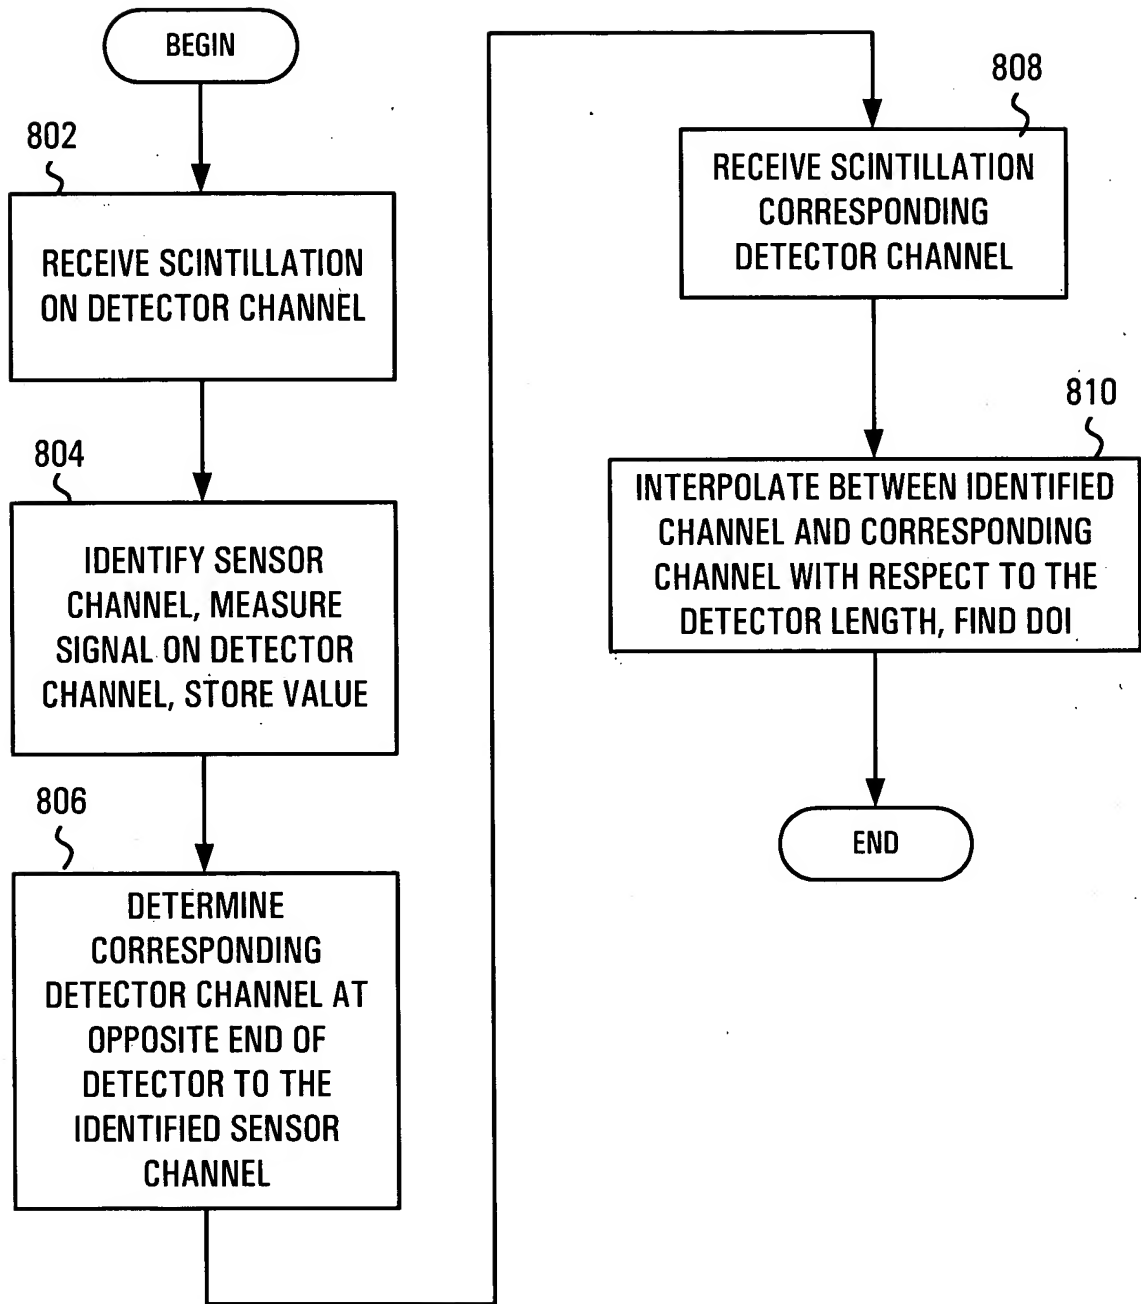 BEGIN
802
RECEIVE SCINTILLATION
ON DETECTOR CHANNEL
804
IDENTIFY SENSOR
CHANNEL, MEASURE
SIGNAL ON DETECTOR
CHANNEL, STORE VALUE
806
DETERMINE
CORRESPONDING
DETECTOR CHANNEL AT
OPPOSITE END OF
DETECTOR TO THE
IDENTIFIED SENSOR
CHANNEL
808
RECEIVE SCINTILLATION
CORRESPONDING
DETECTOR CHANNEL
810
INTERPOLATE BETWEEN IDENTIFIED
CHANNEL AND CORRESPONDING
CHANNEL WITH RESPECT TO THE
DETECTOR LENGTH, FIND DOI
END